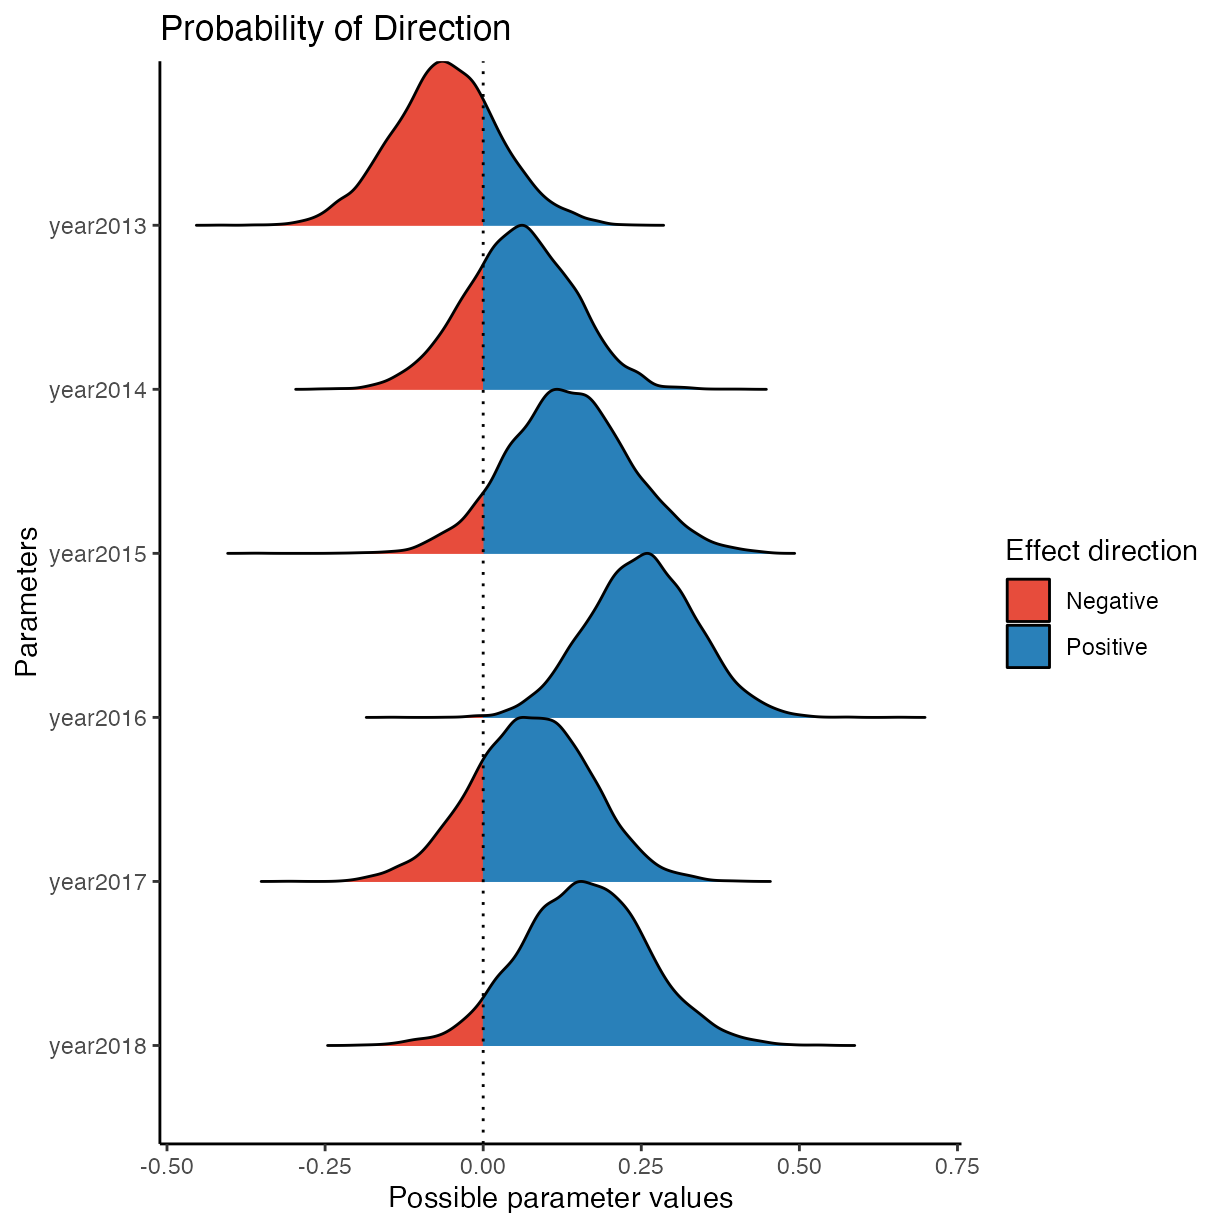 Probability of Direction
year2013
year2014
year2015
year2016
year2017
year2018
Parameters
-0.50 -0.25 0.00 0.25 0.50 0.75
Possible parameter values
Effect direction
Negative
Positive